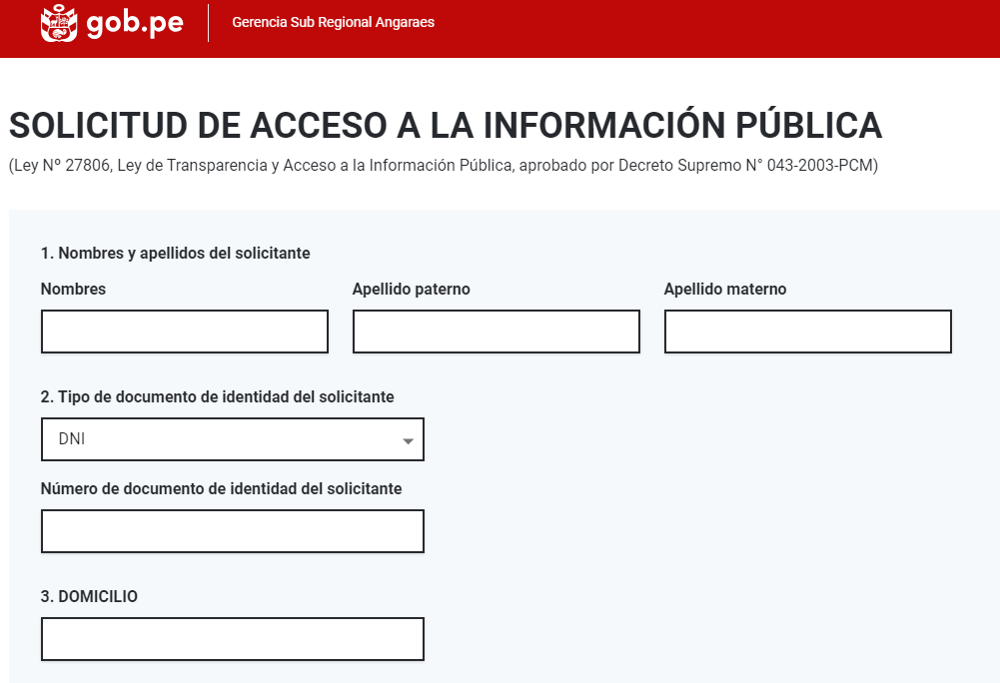 gob.pe
Gerencia Sub Regional Angaraes
SOLICITUD DE ACCESO A LA INFORMACIÓN PÚBLICA
(Ley Nº 27806, Ley de Transparencia y Acceso a la Información Pública, aprobado por Decreto Supremo N° 043-2003-PCM)
1. Nombres y apellidos del solicitante
Nombres
Apellido paterno
Apellido materno
2. Tipo de documento de identidad del solicitante
DNI
Número de documento de identidad del solicitante
3. DOMICILIO